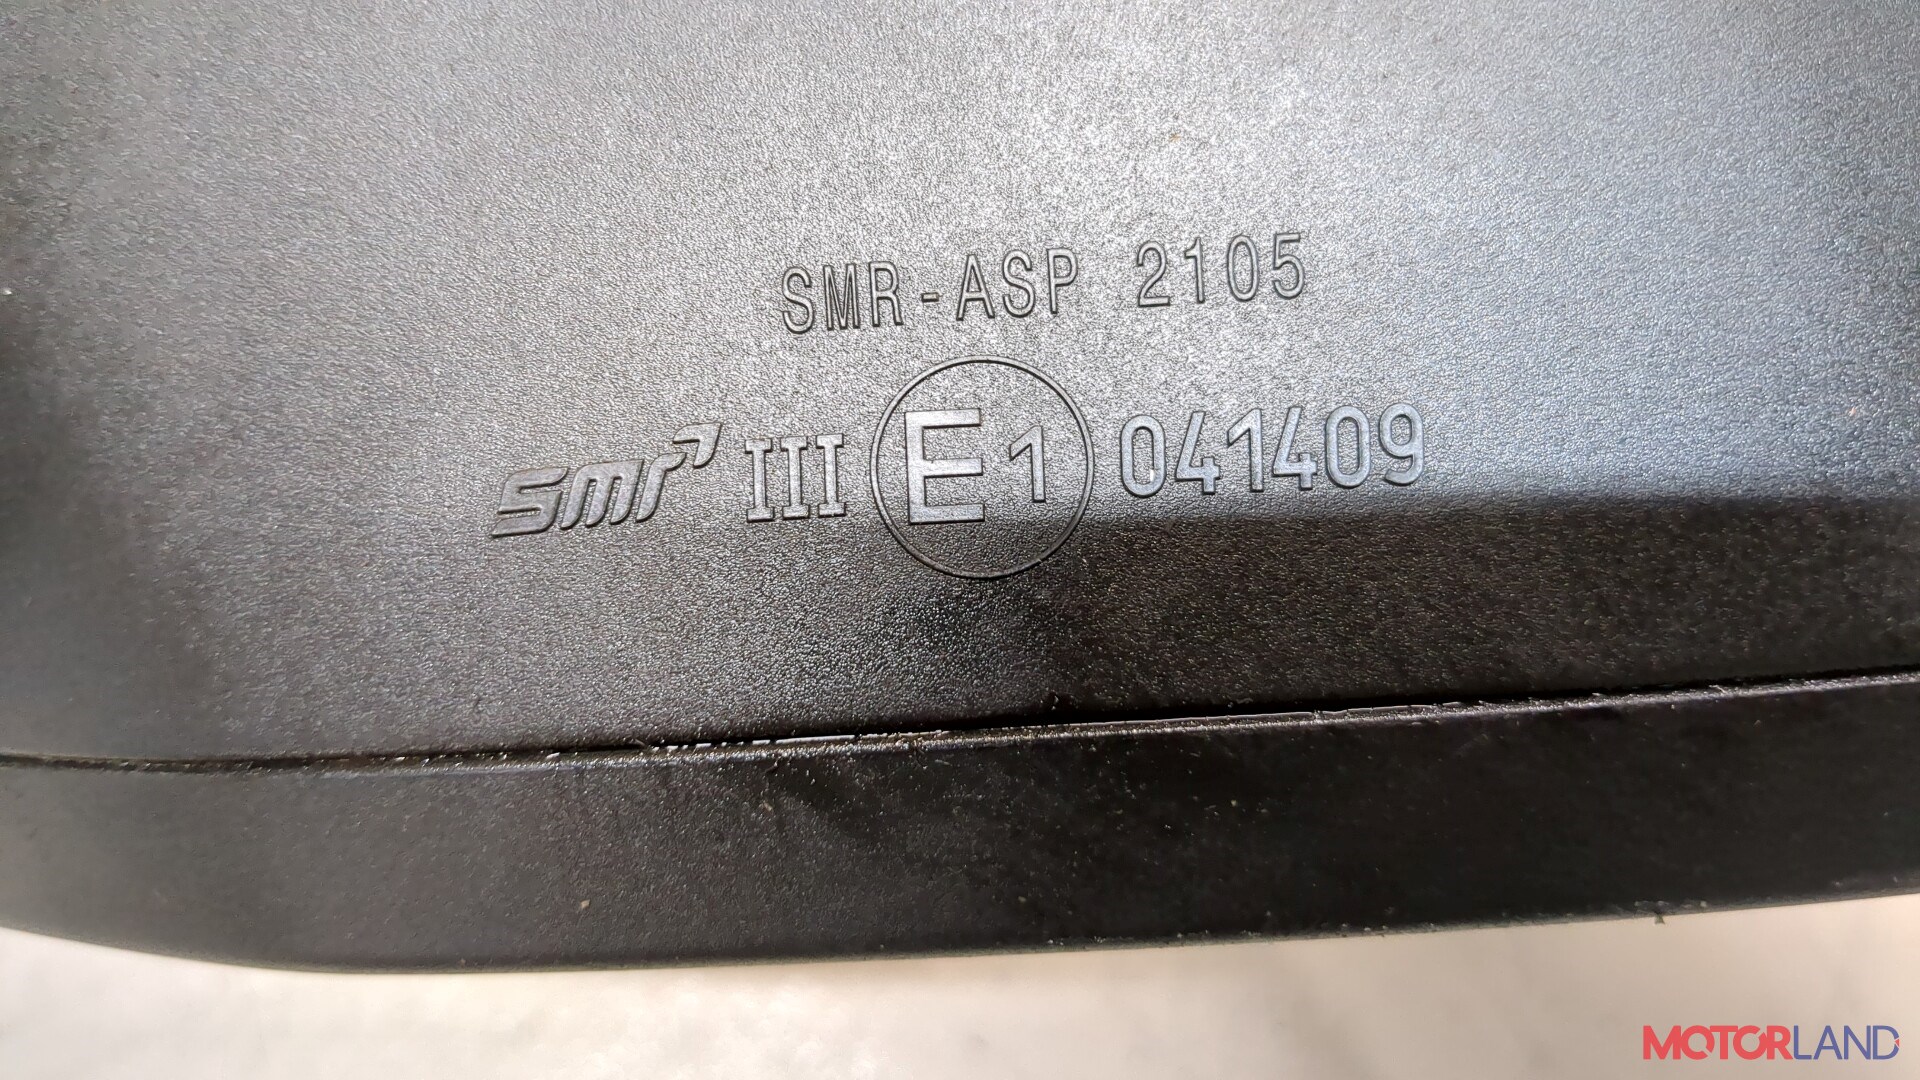 SMR-ASP 2105
smr III E1 041409
MOTORLAND